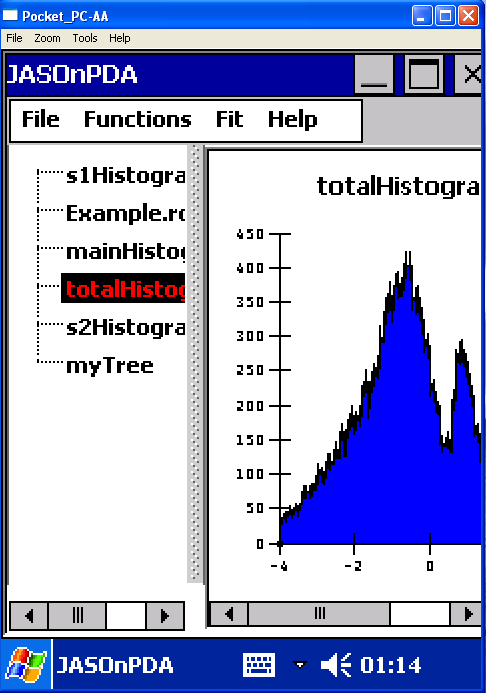 Pocket_PC-AA
File Zoom Tools Help
JASOnPDA
File Functions Fit Help
s1Histogra
Example.ro
mainHistog
totalHistog
s2Histogra
myTree
totalHistogra
450
400
350
300
250
200
150
100
50
0
-4 -2 0
JASOnPDA 01:14